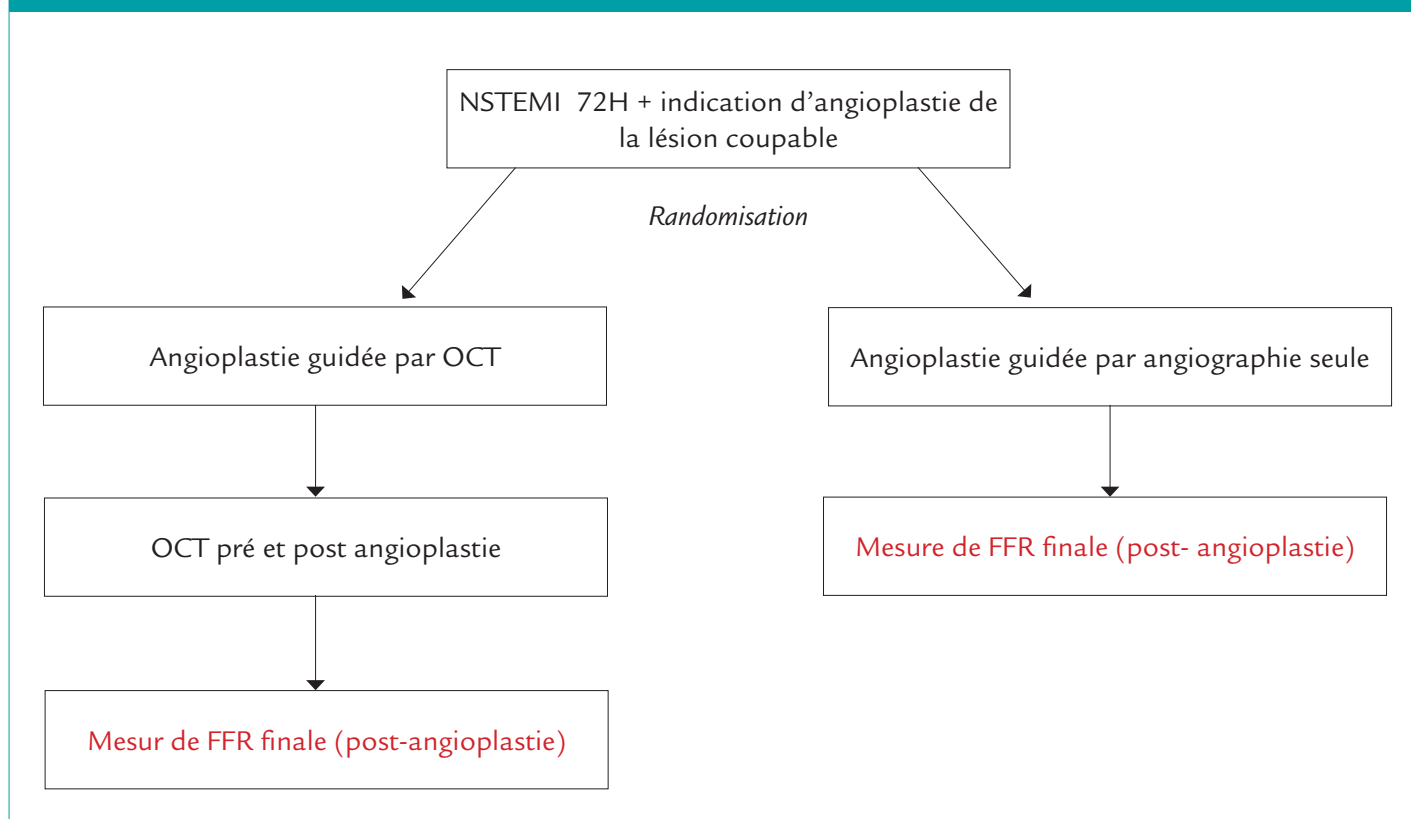 NSTEMI  72H + indication d’angioplastie de
la lésion coupable
Randomisation
Angioplastie guidée par OCT
Angioplastie guidée par angiographie seule
OCT pré et post angioplastie
Mesure de FFR finale (post- angioplastie)
Mesur de FFR finale (post-angioplastie)